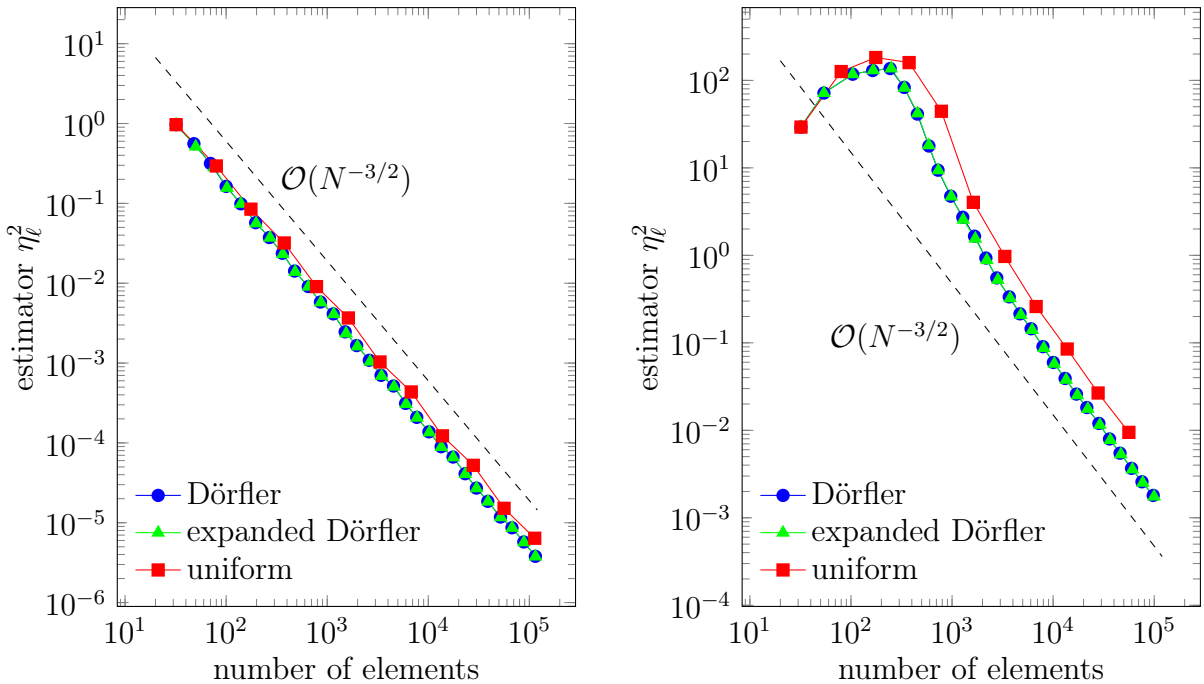 10^1
10^0
10^{-1}
10^{-2}
10^{-3}
10^{-4}
10^{-5}
10^{-6}
estimator η_ℓ^2
O(N^{-3/2})
Dörfler
expanded Dörfler
uniform
10^1 10^2 10^3 10^4 10^5
number of elements
10^2
10^1
10^0
10^{-1}
10^{-2}
10^{-3}
10^{-4}
estimator η_ℓ^2
O(N^{-3/2})
Dörfler
expanded Dörfler
uniform
10^1 10^2 10^3 10^4 10^5
number of elements